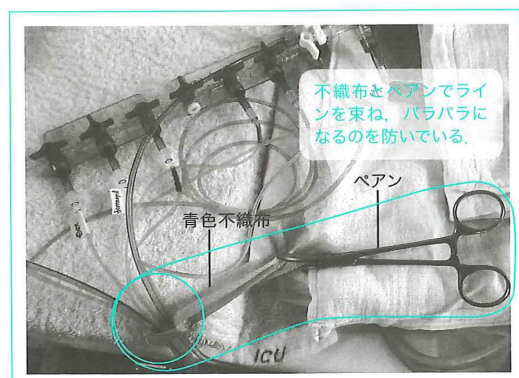 不織布とペアンでライ
ンを束ね，バラバラに
なるのを防いでいる.
ペアン
青色不織布
ICU